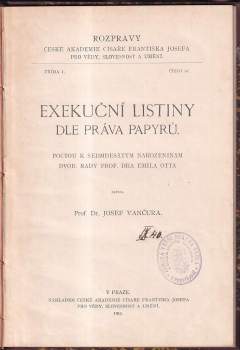 ROZPRAVY
ČESKÉ AKADEMIE CÍSAŘE FRANTIŠKA JOSEFA
PRO VĚDY, SLOVESNOST A UMĚNÍ.
TŘÍDA I.
EXEKUČNÍ LISTINY
DLE PRÁVA PAPYRŮ.
POCTOU K SEDMDESÁTÝM NAROZENINÁM
DVOR. RADY PROF. DRA EMILA OTTA
Prof. Dr. JOSEF VANČURA.
V PRAZE.
NÁKLADEM ČESKÉ AKADEMIE CÍSAŘE FRANTIŠKA JOSEFA
PRO VĚDY, SLOVESNOST A UMĚNÍ.